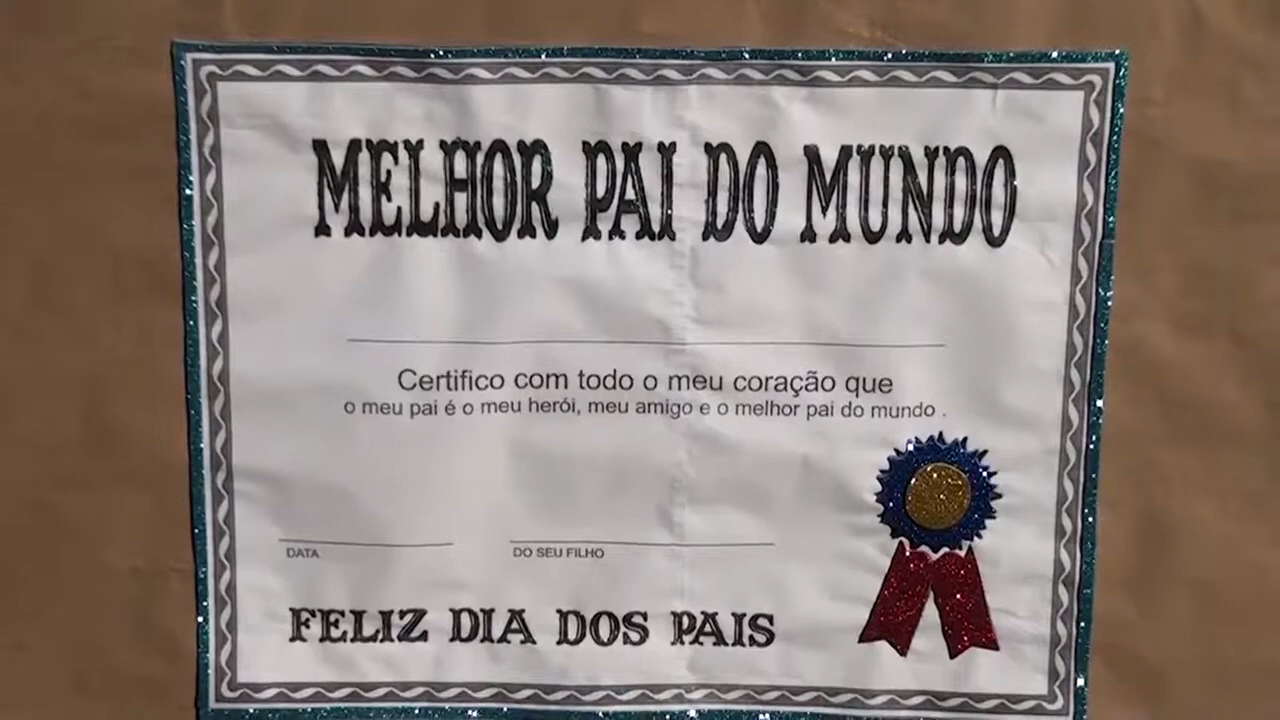 MELHOR PAI DO MUNDO
Certifico com todo o meu coração que
o meu pai é o meu herói, meu amigo e o melhor pai do mundo .
DATA
DO SEU FILHO
FELIZ DIA DOS PAIS